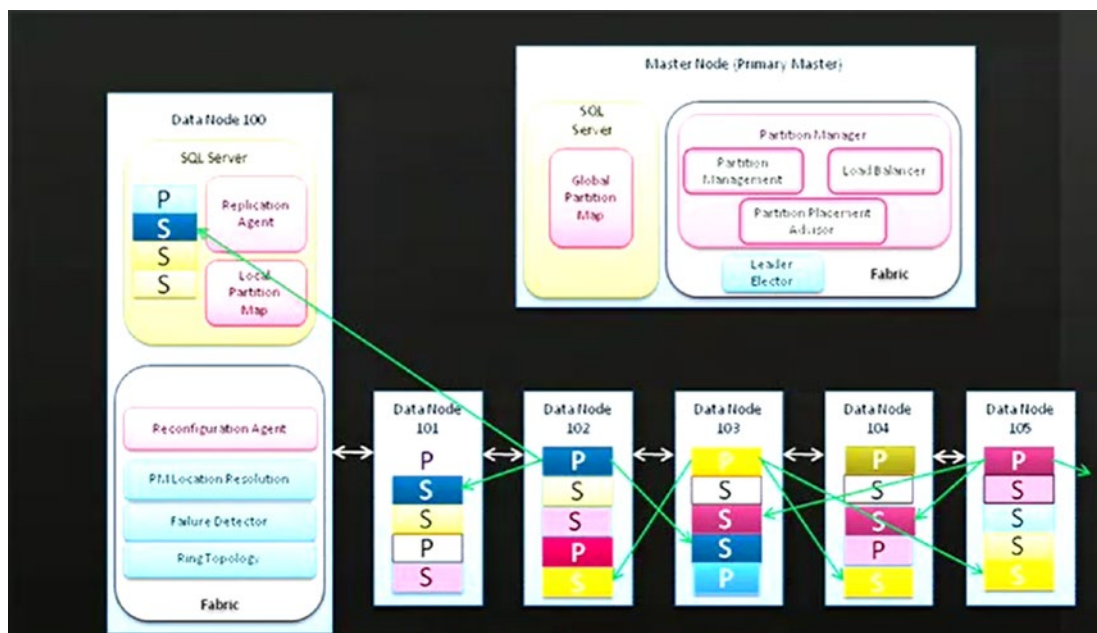 Master Node (Primary Master)
SQL
Server
Global
Partition
Map
Partition Manager
Partition
Management
Load Balancer
Partition Placement
Advisor
Leader
Elector
Fabric
Data Node 100
SQL Server
P
S
S
S
Replication
Agent
Local
Partition
Map
Reconfiguration Agent
PM Location Resolution
Failure Detector
Ring Topology
Fabric
Data Node
101
P
S
S
P
S
Data Node
102
P
S
S
P
S
Data Node
103
P
S
S
S
P
Data Node
104
P
S
S
P
S
Data Node
105
P
S
S
S
S